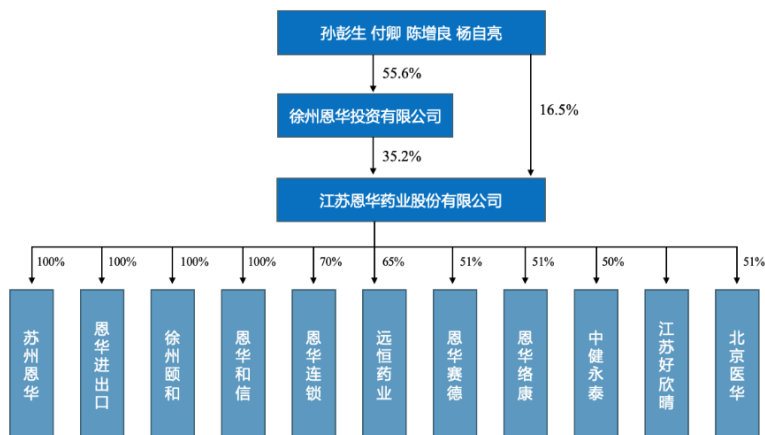 孙彭生 付卿 陈增良 杨自亮
55.6%
徐州恩华投资有限公司
16.5%
35.2%
江苏恩华药业股份有限公司
100%
100%
100%
100%
70%
65%
51%
51%
50%
51%
苏州恩华
恩华进出口
徐州颐和
恩华和信
恩华连锁
远恒药业
恩华赛德
恩华络康
中健永泰
江苏好欣晴
北京医华